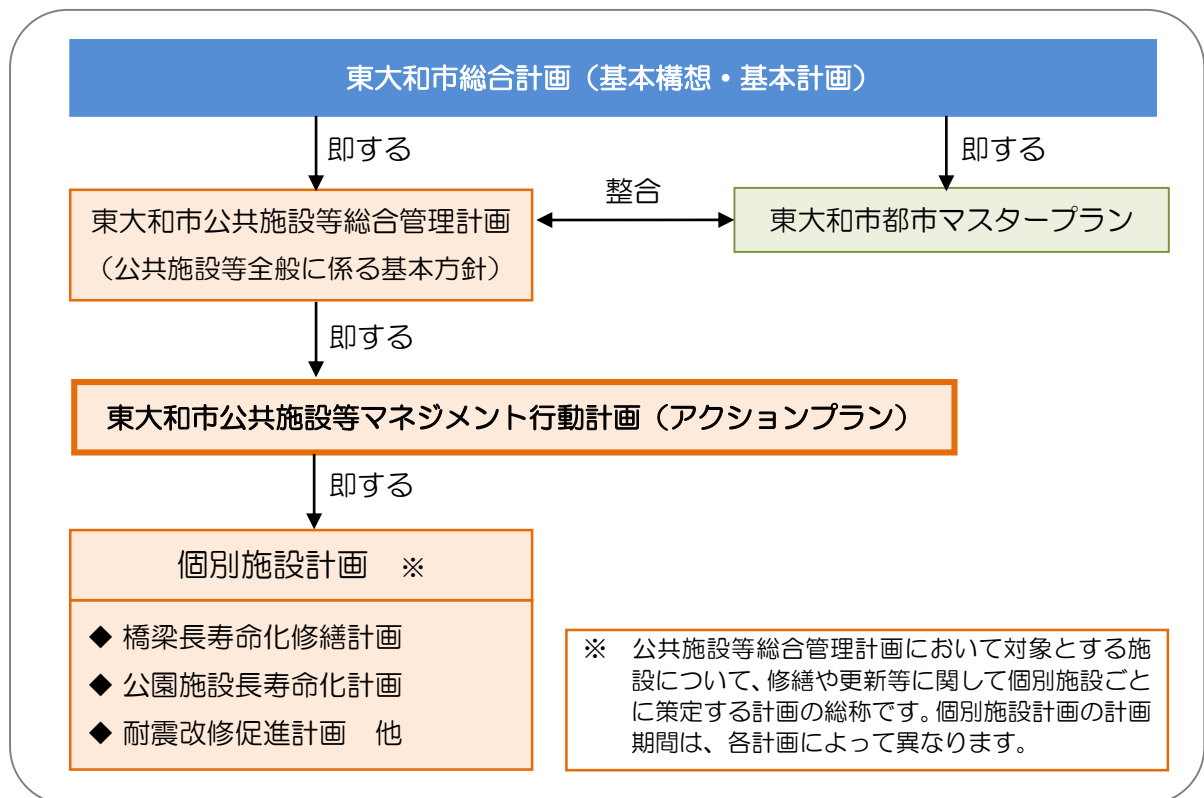 東大和市総合計画（基本構想・基本計画）
即する
即する
東大和市公共施設等総合管理計画
（公共施設等全般に係る基本方針）
整合
東大和市都市マスタープラン
即する
東大和市公共施設等マネジメント行動計画（アクションプラン）
即する
個別施設計画　※
◆ 橋梁長寿命化修繕計画
◆ 公園施設長寿命化計画
◆ 耐震改修促進計画　他
※　公共施設等総合管理計画において対象とする施
設について、修繕や更新等に関して個別施設ごと
に策定する計画の総称です。個別施設計画の計画
期間は、各計画によって異なります。